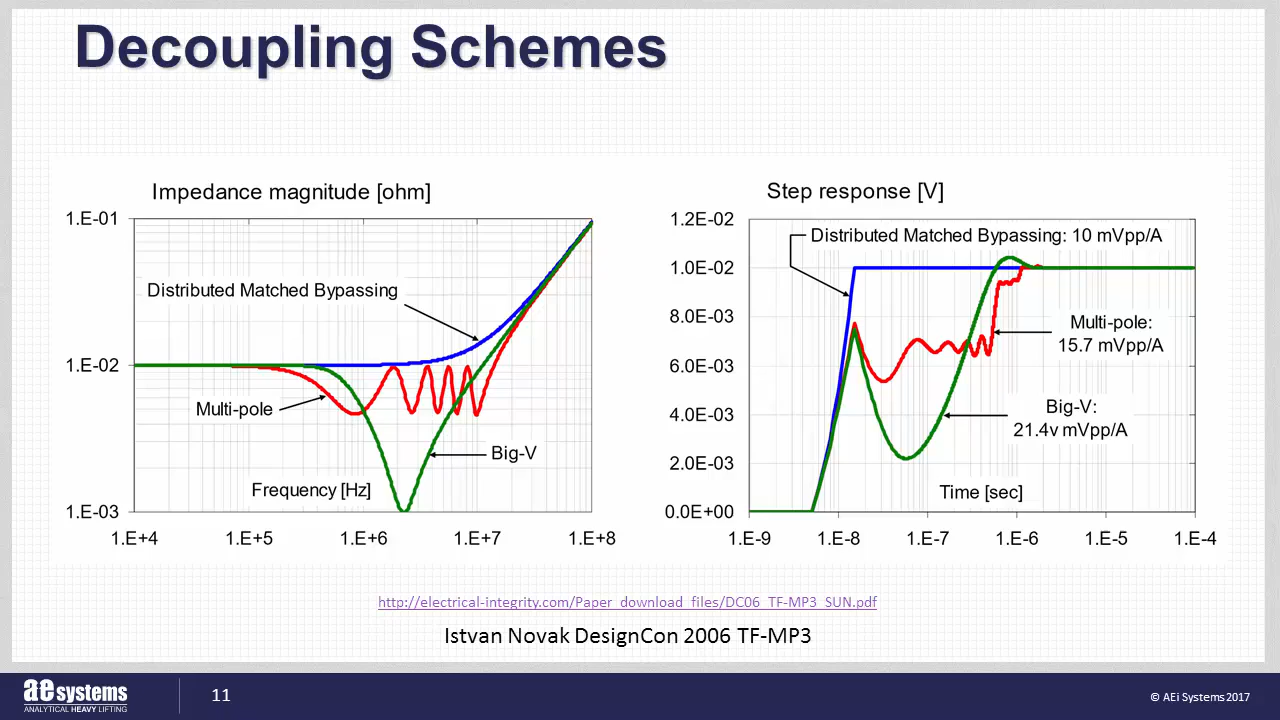 Decoupling Schemes
Impedance magnitude [ohm]
1.E-01
1.E-02
1.E-03
Distributed Matched Bypassing
Multi-pole
Big-V
Frequency [Hz]
1.E+4
1.E+5
1.E+6
1.E+7
1.E+8
Step response [V]
1.2E-02
1.0E-02
8.0E-03
6.0E-03
4.0E-03
2.0E-03
0.0E+00
Distributed Matched Bypassing: 10 mVpp/A
Multi-pole:
15.7 mVpp/A
Big-V:
21.4v mVpp/A
Time [sec]
1.E-9
1.E-8
1.E-7
1.E-6
1.E-5
1.E-4
http://electrical-integrity.com/Paper_download_files/DC06_TF-MP3_SUN.pdf
Istvan Novak DesignCon 2006 TF-MP3
ae systems
ANALYTICAL HEAVY LIFTING
11
© AEi Systems 2017